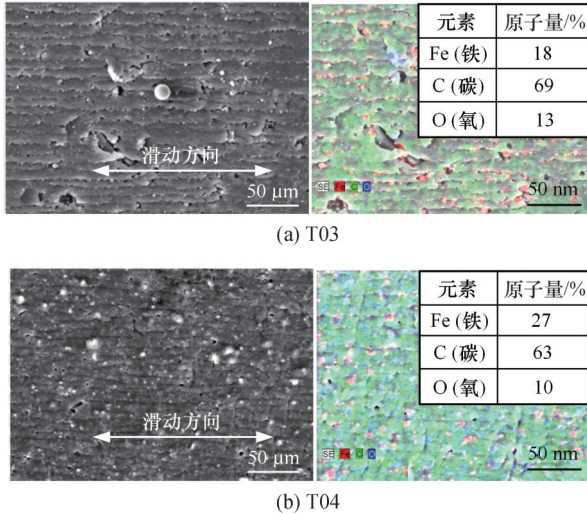 元素 原子量/%
Fe (铁) 18
C (碳) 69
O (氧) 13
滑动方向
50 μm
SE Fe C O
50 nm
(a) T03
元素 原子量/%
Fe (铁) 27
C (碳) 63
O (氧) 10
滑动方向
50 μm
SE Fe C O
50 nm
(b) T04